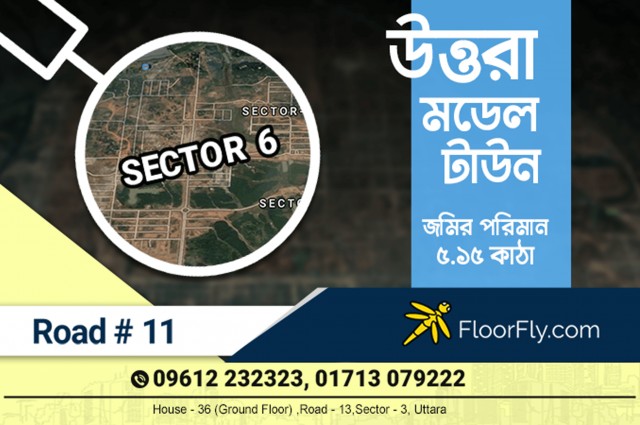 SECTOR-
SECTOR 6
SECT
উত্তরা
মডেল
টাউন
জমির পরিমান
৫.১৫ কাঠা
Road # 11
FloorFly.com
09612 232323, 01713 079222
House - 36 (Ground Floor) ,Road - 13,Sector - 3, Uttara